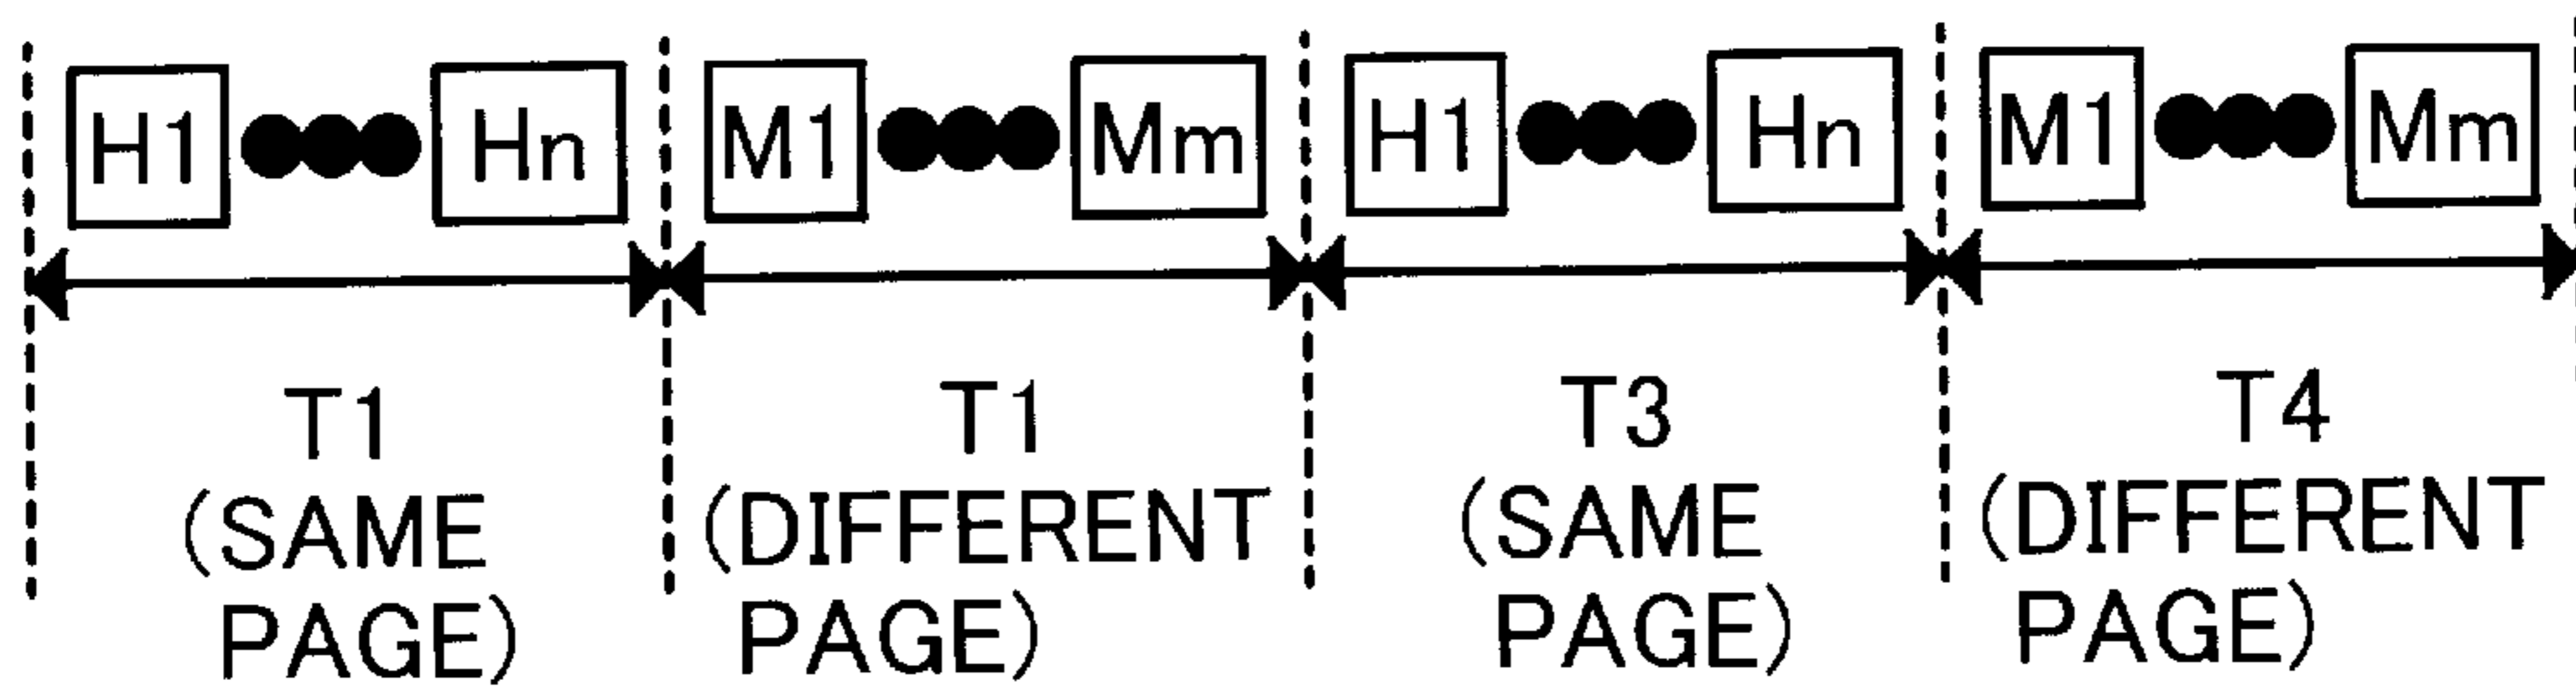 H1 ●●● Hn M1 ●●● Mm H1 ●●● Hn M1 ●●● Mm
T1 T1 T3 T4
(SAME (DIFFERENT (SAME (DIFFERENT
PAGE) PAGE) PAGE) PAGE)